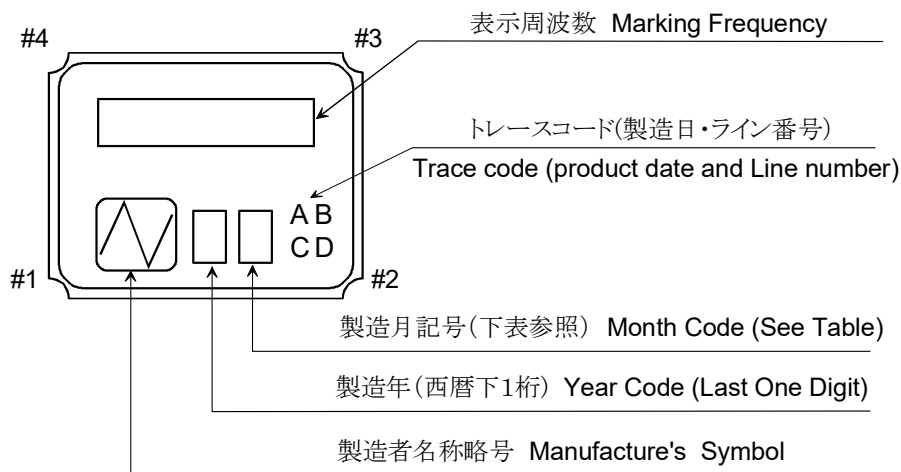 #4
#3
表示周波数 Marking Frequency
トレースコード(製造日・ライン番号)
Trace code (product date and Line number)
A B
C D
#1
#2
製造月記号(下表参照) Month Code (See Table)
製造年(西暦下1桁) Year Code (Last One Digit)
製造者名称略号 Manufacture's Symbol